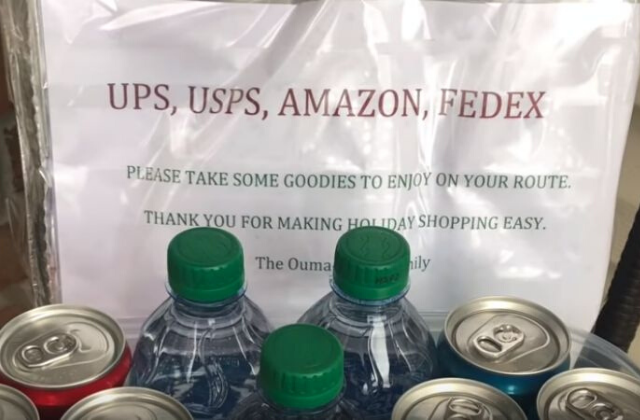 UPS, USPS, AMAZON, FEDEX
PLEASE TAKE SOME GOODIES TO ENJOY ON YOUR ROUTE.
THANK YOU FOR MAKING HOLIDAY SHOPPING EASY.
The